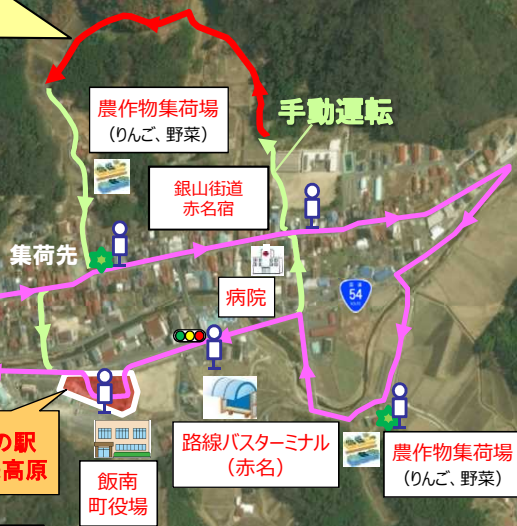 農作物集荷場
(りんご、野菜)
手動運転
銀山街道
赤名宿
集荷先
病院
国道
54
の駅
高原
飯南
町役場
路線バスターミナル
(赤名)
農作物集荷場
(りんご、野菜)